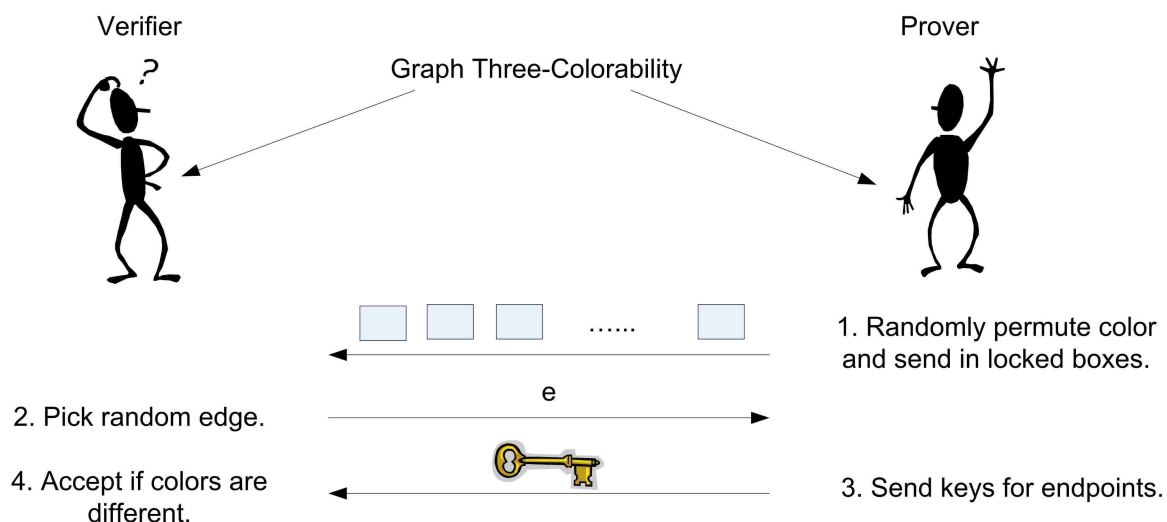 Verifier
Prover
?
Graph Three-Colorability
…...
1. Randomly permute color
and send in locked boxes.
e
2. Pick random edge.
4. Accept if colors are
different.
3. Send keys for endpoints.